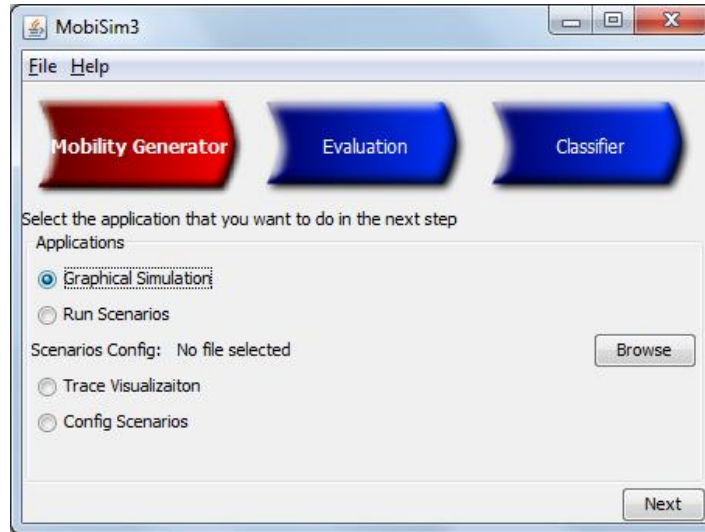 MobiSim3
File Help
Mobility Generator Evaluation Classifier
Select the application that you want to do in the next step
Applications
Graphical Simulation
Run Scenarios
Scenarios Config: No file selected Browse
Trace Visualizaiton
Config Scenarios
Next